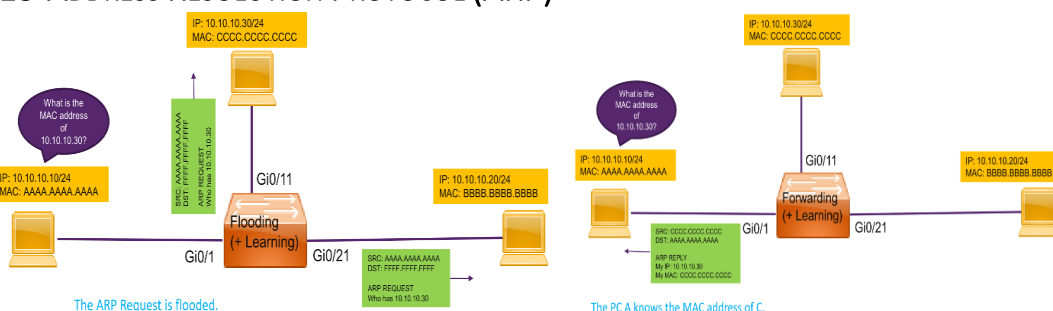 ADDRESS RESOLUTION PROTOCOL (ARP)
IP: 10.10.10.30/24
MAC: CCCC.CCCC.CCCC
What is the
MAC address
of
10.10.10.30?
SRC: AAAA.AAAA.AAAA
DST: FFFF.FFFF.FFFF
ARP REQUEST
Who has 10.10.10.30
IP: 10.10.10.10/24
MAC: AAAA.AAAA.AAAA
Gi0/11
IP: 10.10.10.20/24
MAC: BBBB.BBBB.BBBB
Flooding
(+ Learning)
Gi0/1
Gi0/21
SRC: AAAA.AAAA.AAAA
DST: FFFF.FFFF.FFFF
ARP REQUEST
Who has 10.10.10.30
The ARP Request is flooded.
IP: 10.10.10.30/24
MAC: CCCC.CCCC.CCCC
What is the
MAC address
of
10.10.10.30?
IP: 10.10.10.10/24
MAC: AAAA.AAAA.AAAA
Gi0/11
IP: 10.10.10.20/24
MAC: BBBB.BBBB.BBBB
Forwarding
(+ Learning)
Gi0/1
Gi0/21
SRC: CCCC.CCCC.CCCC
DST: AAAA.AAAA.AAAA
ARP REPLY
My IP: 10.10.10.30
My MAC: CCCC.CCCC.CCCC
The PC A knows the MAC address of C.